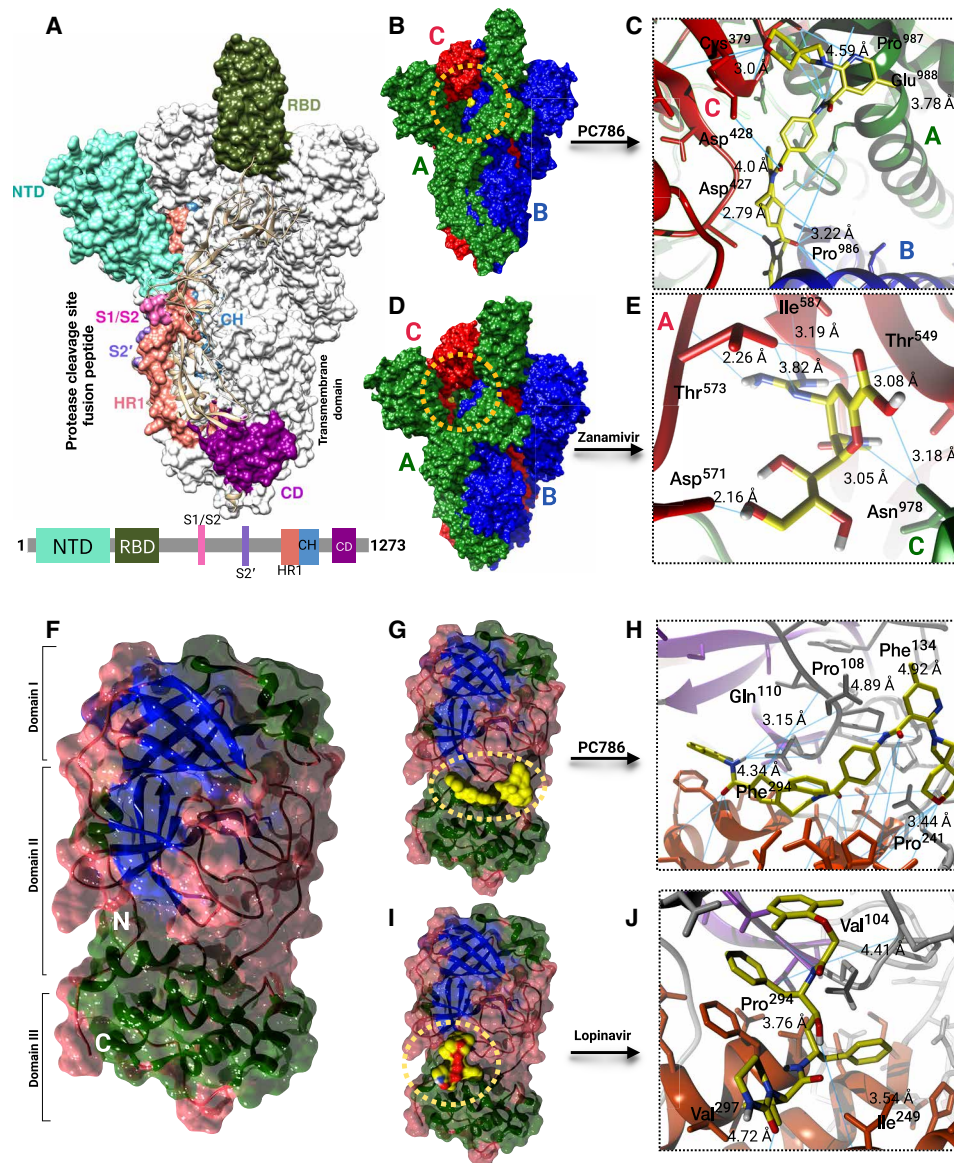 A
RBD
NTD
S1/S2
CH
S2′
HR1
Protease cleavage site
fusion peptide
Transmembrane
domain
CD
S1/S2
1 NTD RBD CH CD 1273
S2′ HR1
B
C
A
B
PC786
C
Cys379
3.0 Å
4.59 Å
Pro987
Glu988
3.78 Å
C
A
Asp428
4.0 Å
Asp427
2.79 Å
3.22 Å
Pro986
B
D
C
A
B
Zanamivir
E
A
Ile587
3.19 Å
Thr549
2.26 Å
3.82 Å
Thr573
3.08 Å
Asp571
3.18 Å
3.05 Å
2.16 Å
Asn978
C
F
Domain I
Domain II
Domain III
N
C
G
PC786
H
Phe134
4.92 Å
Pro108
4.89 Å
Gln110
3.15 Å
4.34 Å
Phe294
3.44 Å
Pro241
I
Lopinavir
J
Val104
4.41 Å
Pro294
3.76 Å
3.54 Å
Val297
Ile249
4.72 Å